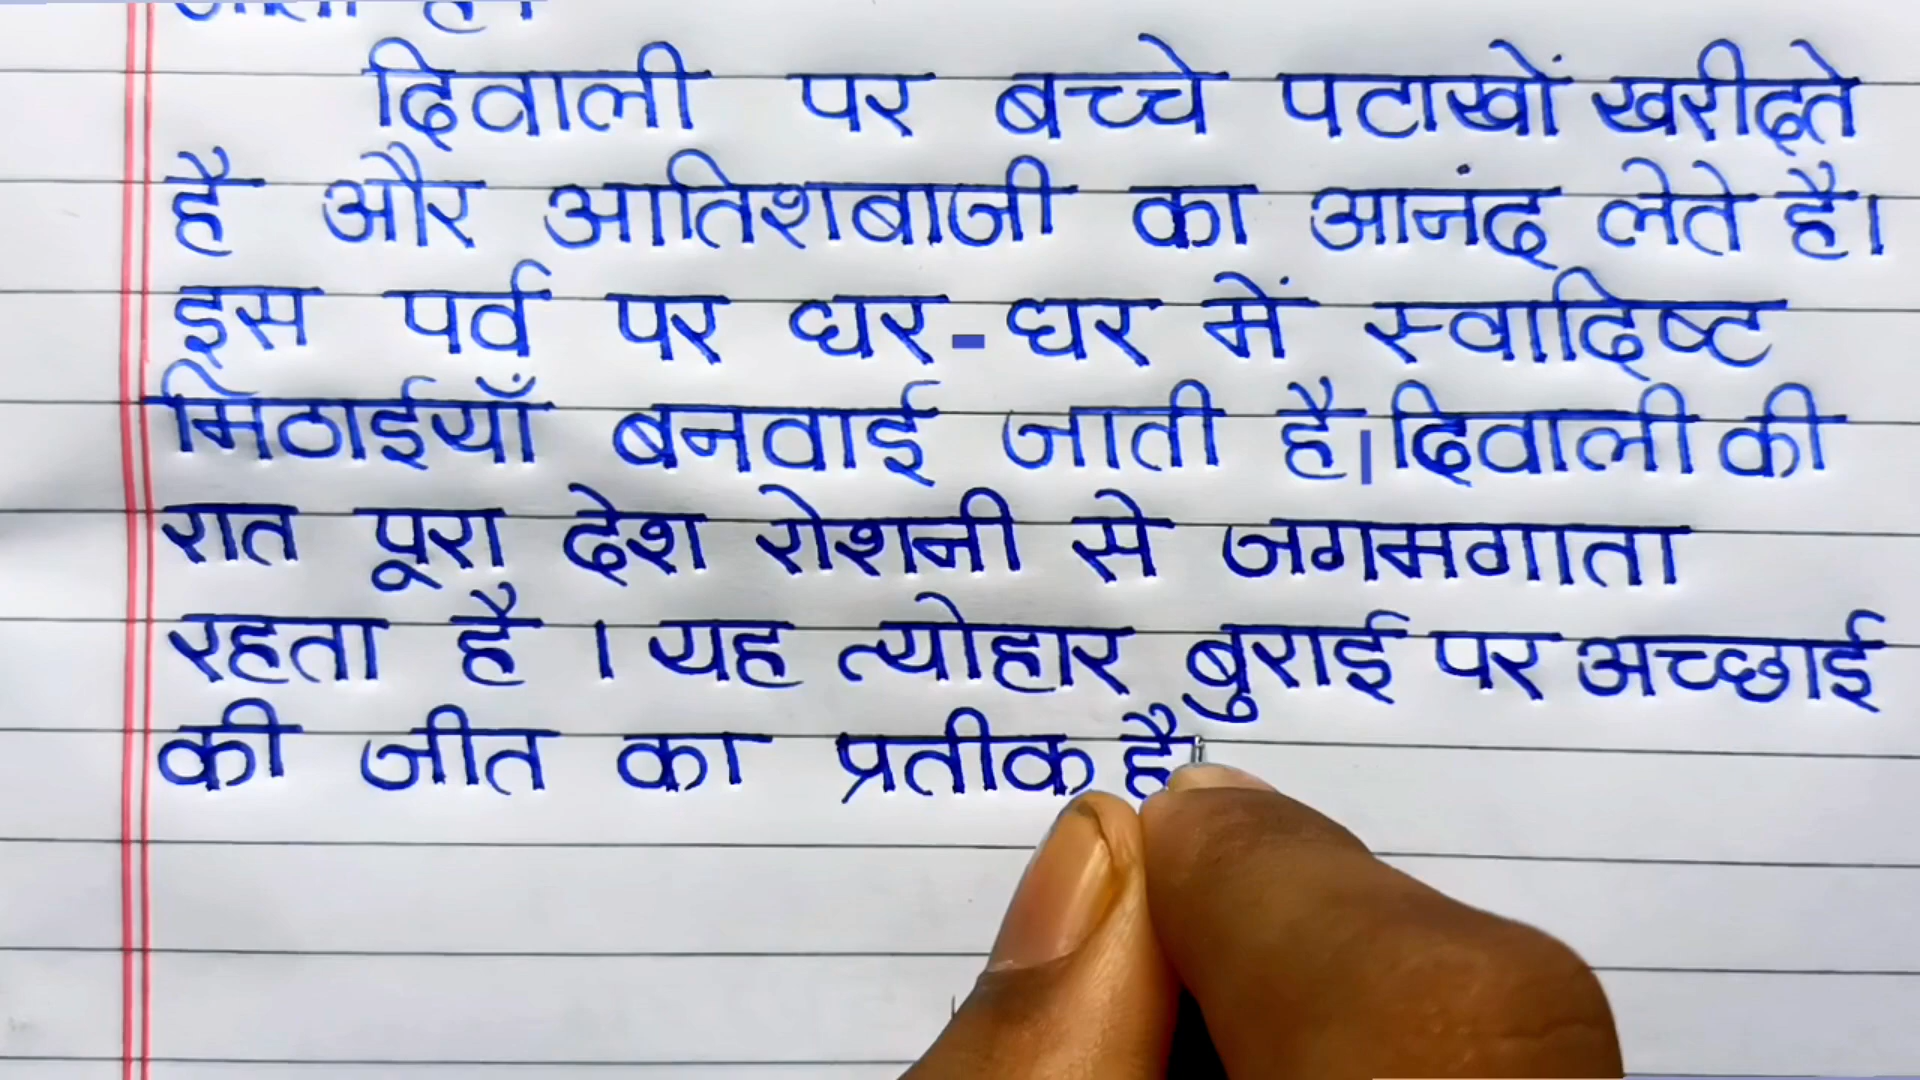 दिवाली पर बच्चे पटाखों खरीदते
है और आतिशबाजी का आनंद लेते है।
इस पर्व पर घर-घर में स्वादिष्ट
मिठाईयाँ बनवाई जाती है।दिवाली की
रात पूरा देश रोशनी से जगमगाता
रहता है । यह त्योहार बुराई पर अच्छाई
की जीत का प्रतीक है